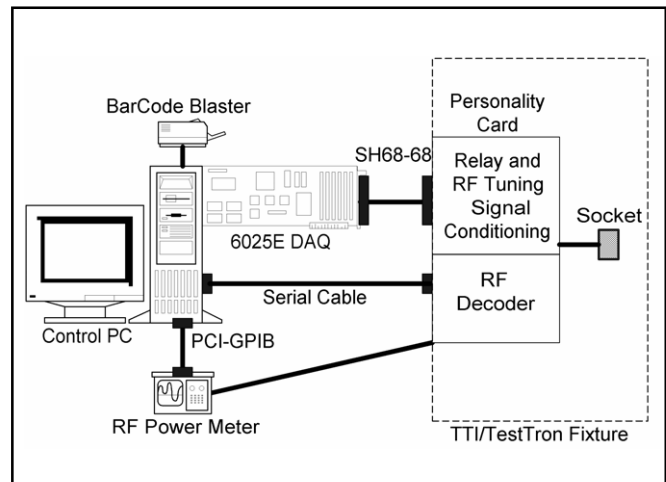 BarCode Blaster
Personality
Card
SH68-68
Relay and
RF Tuning
Signal
Conditioning
Socket
6025E DAQ
RF
Decoder
Serial Cable
Control PC
PCI-GPIB
RF Power Meter
TTI/TestTron Fixture